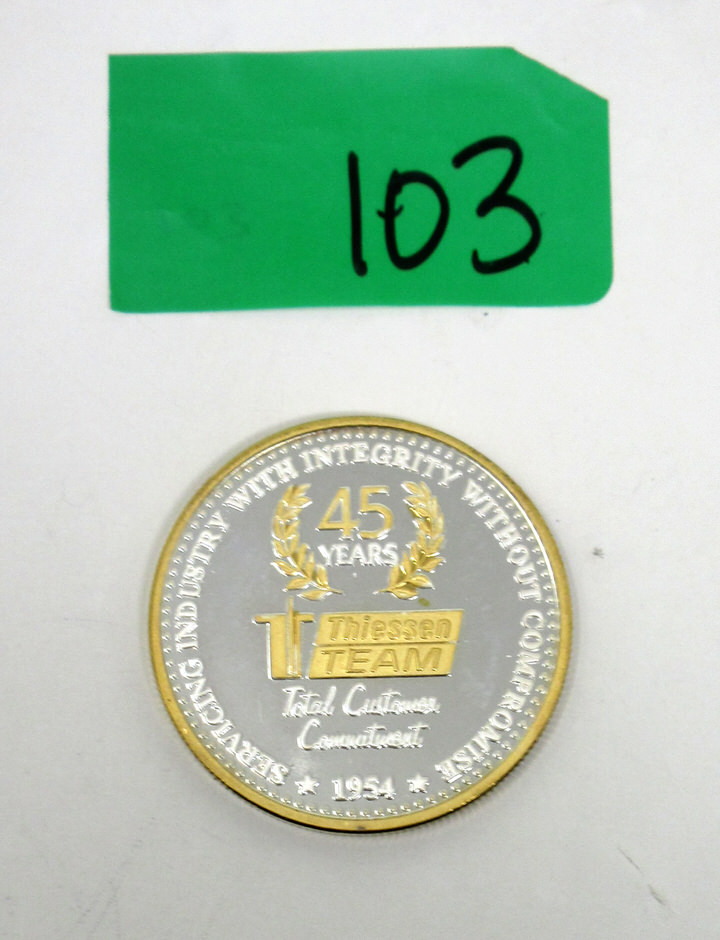 103
SERVICING INDUSTRY WITH INTEGRITY WITHOUT COMPROMISE
45
YEARS
Thiessen
TEAM
Total Customer
Commitment
1954